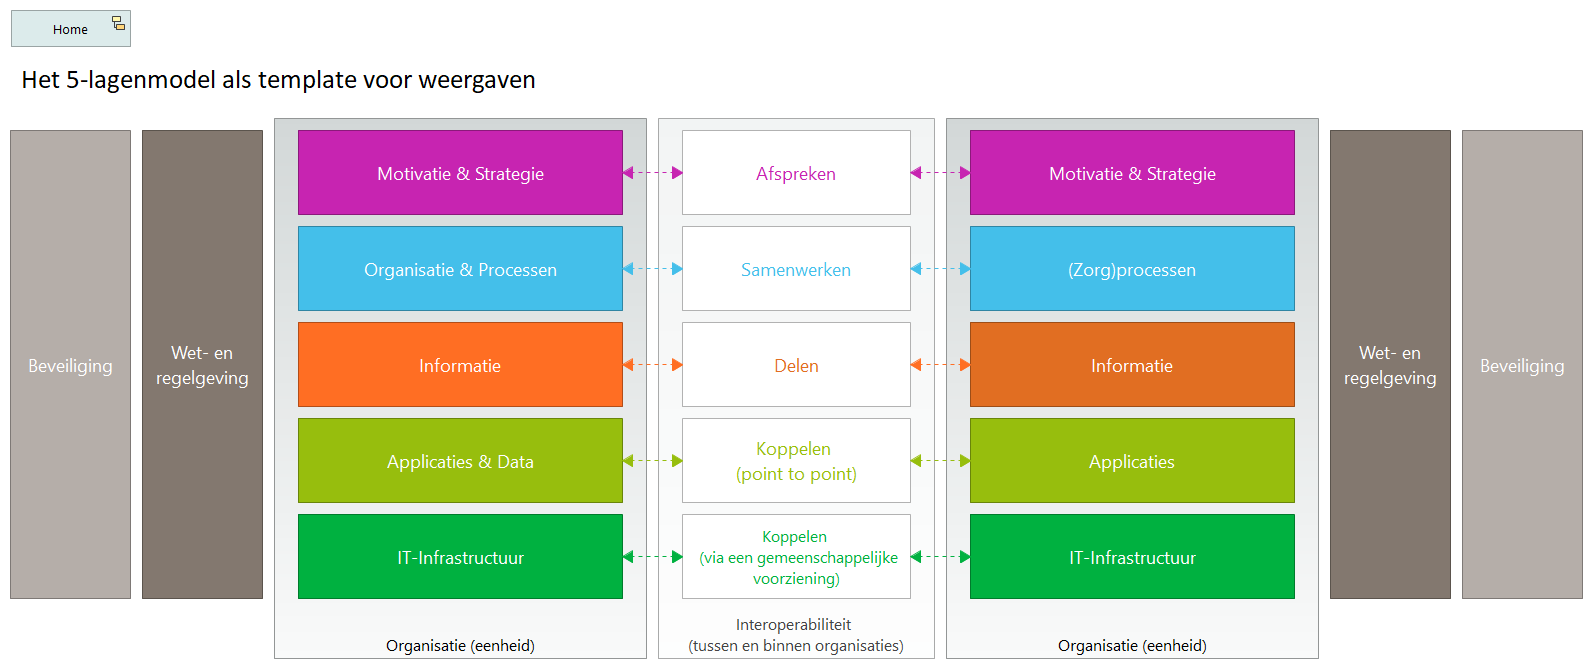 Home
Het 5-lagenmodel als template voor weergaven
Beveiliging
Wet- en
regelgeving
Motivatie & Strategie
Organisatie & Processen
Informatie
Applicaties & Data
IT-Infrastructuur
Organisatie (eenheid)
Afspreken
Samenwerken
Delen
Koppelen
(point to point)
Koppelen
(via een gemeenschappelijke
voorziening)
Interoperabiliteit
(tussen en binnen organisaties)
Motivatie & Strategie
(Zorg)processen
Informatie
Applicaties
IT-Infrastructuur
Organisatie (eenheid)
Wet- en
regelgeving
Beveiliging